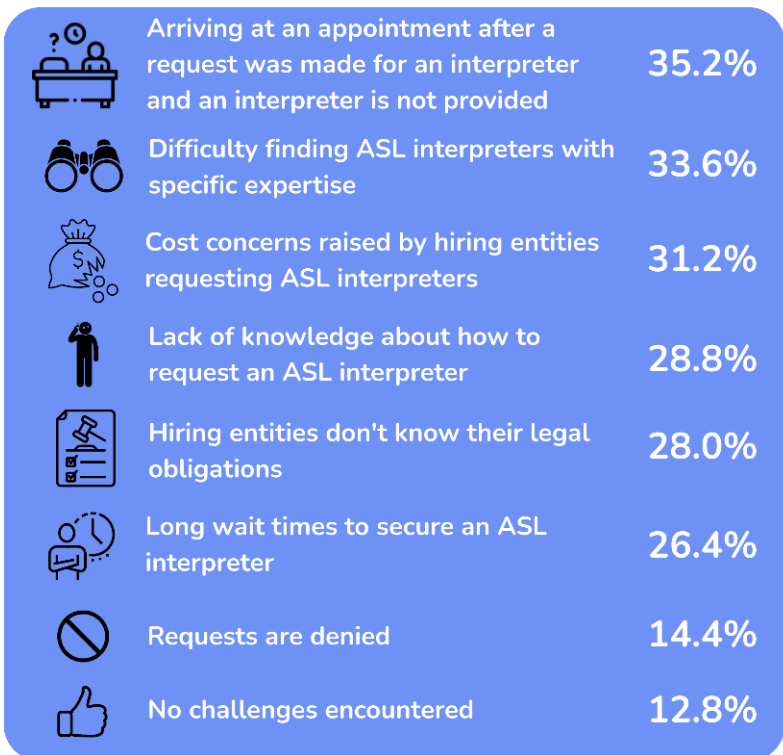 Arriving at an appointment after a
request was made for an interpreter
and an interpreter is not provided
35.2%
Difficulty finding ASL interpreters with
specific expertise
33.6%
Cost concerns raised by hiring entities
requesting ASL interpreters
31.2%
Lack of knowledge about how to
request an ASL interpreter
28.8%
Hiring entities don't know their legal
obligations
28.0%
Long wait times to secure an ASL
interpreter
26.4%
Requests are denied
14.4%
No challenges encountered
12.8%